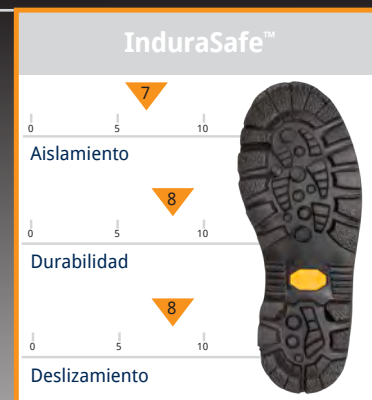 InduraSafe™
7
0 5 10
Aislamiento
8
0 5 10
Durabilidad
8
0 5 10
Deslizamiento